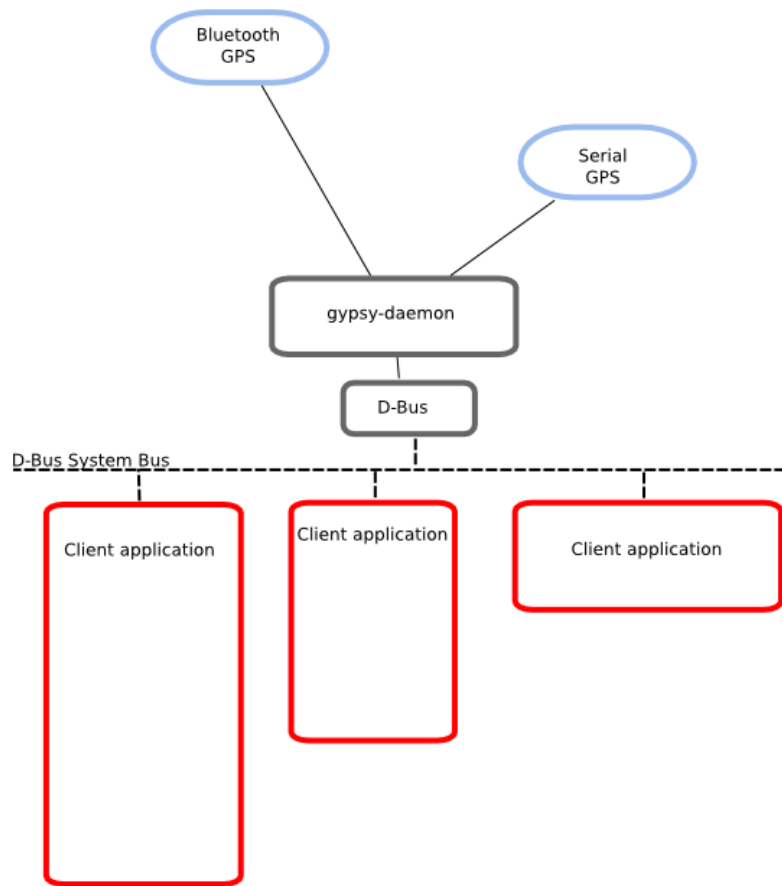 Bluetooth
GPS
Serial
GPS
gypsy-daemon
D-Bus
D-Bus System Bus
Client application
Client application
Client application